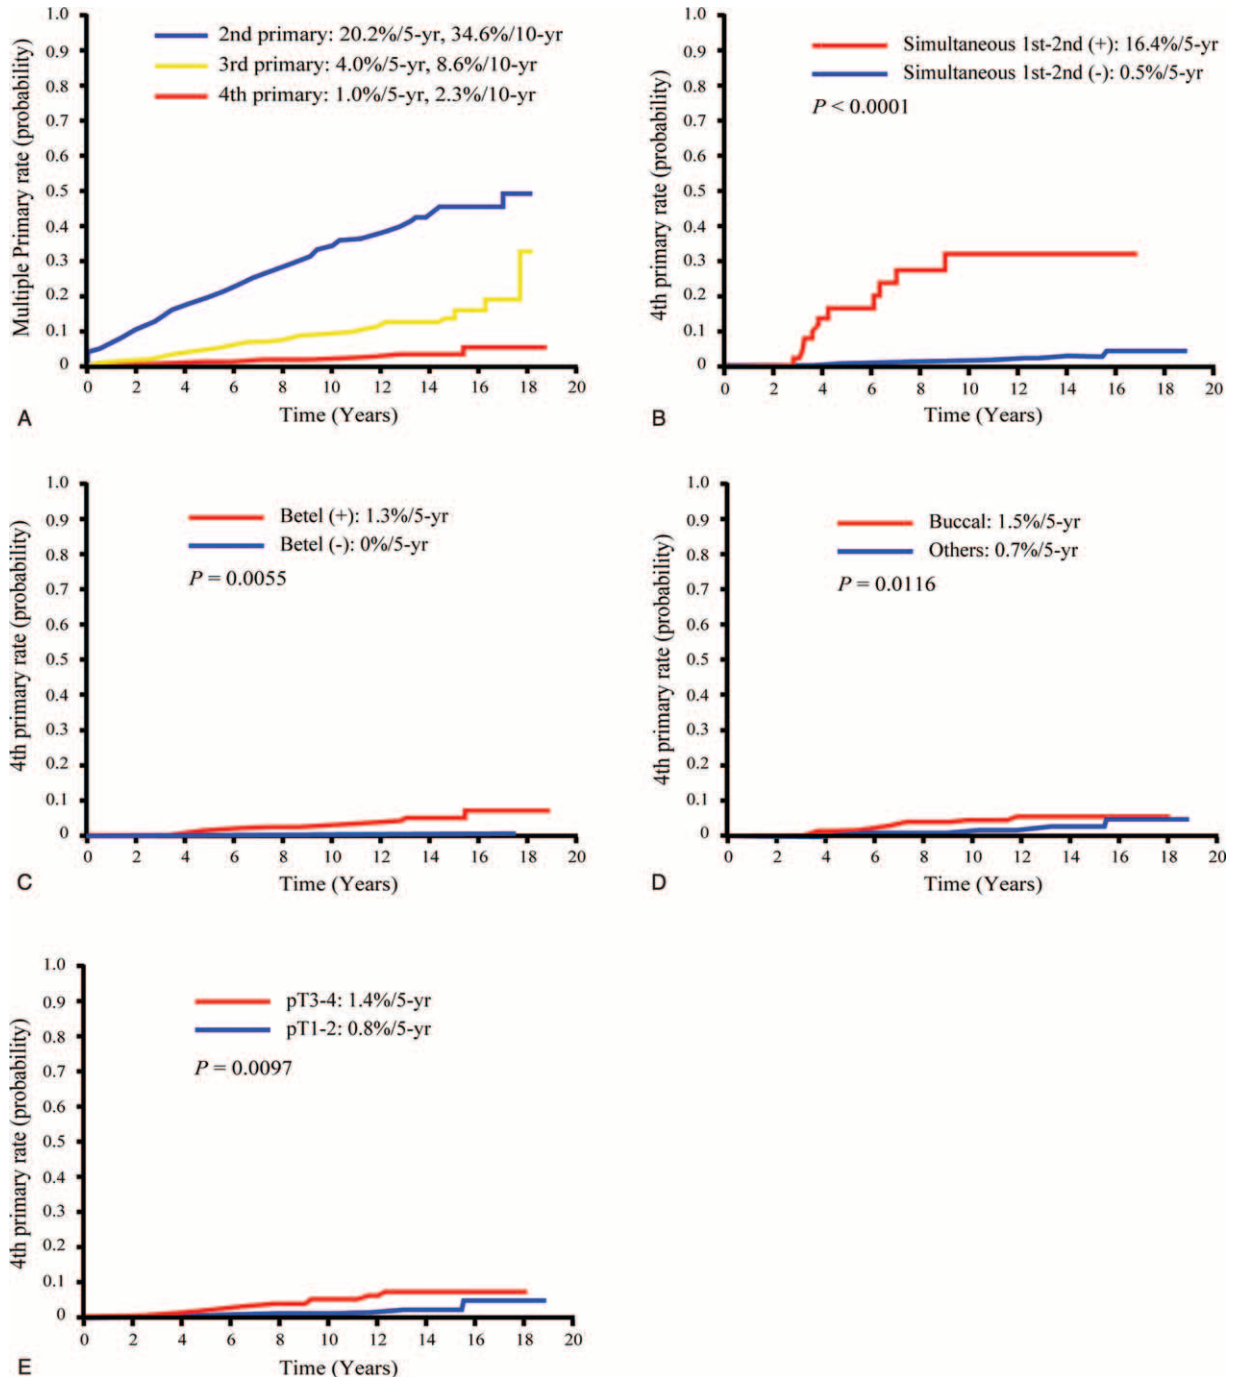 1.0
0.9
0.8
0.7
0.6
0.5
0.4
0.3
0.2
0.1
0
Multiple Primary rate (probability)
2nd primary: 20.2%/5-yr, 34.6%/10-yr
3rd primary: 4.0%/5-yr, 8.6%/10-yr
4th primary: 1.0%/5-yr, 2.3%/10-yr
0 2 4 6 8 10 12 14 16 18 20
Time (Years)
A
1.0
0.9
0.8
0.7
0.6
0.5
0.4
0.3
0.2
0.1
0
4th primary rate (probability)
Simultaneous 1st-2nd (+): 16.4%/5-yr
Simultaneous 1st-2nd (-): 0.5%/5-yr
P < 0.0001
0 2 4 6 8 10 12 14 16 18 20
Time (Years)
B
1.0
0.9
0.8
0.7
0.6
0.5
0.4
0.3
0.2
0.1
0
4th primary rate (probability)
Betel (+): 1.3%/5-yr
Betel (-): 0%/5-yr
P = 0.0055
0 2 4 6 8 10 12 14 16 18 20
Time (Years)
C
1.0
0.9
0.8
0.7
0.6
0.5
0.4
0.3
0.2
0.1
0
4th primary rate (probability)
Buccal: 1.5%/5-yr
Others: 0.7%/5-yr
P = 0.0116
0 2 4 6 8 10 12 14 16 18 20
Time (Years)
D
1.0
0.9
0.8
0.7
0.6
0.5
0.4
0.3
0.2
0.1
0
4th primary rate (probability)
pT3-4: 1.4%/5-yr
pT1-2: 0.8%/5-yr
P = 0.0097
0 2 4 6 8 10 12 14 16 18 20
Time (Years)
E